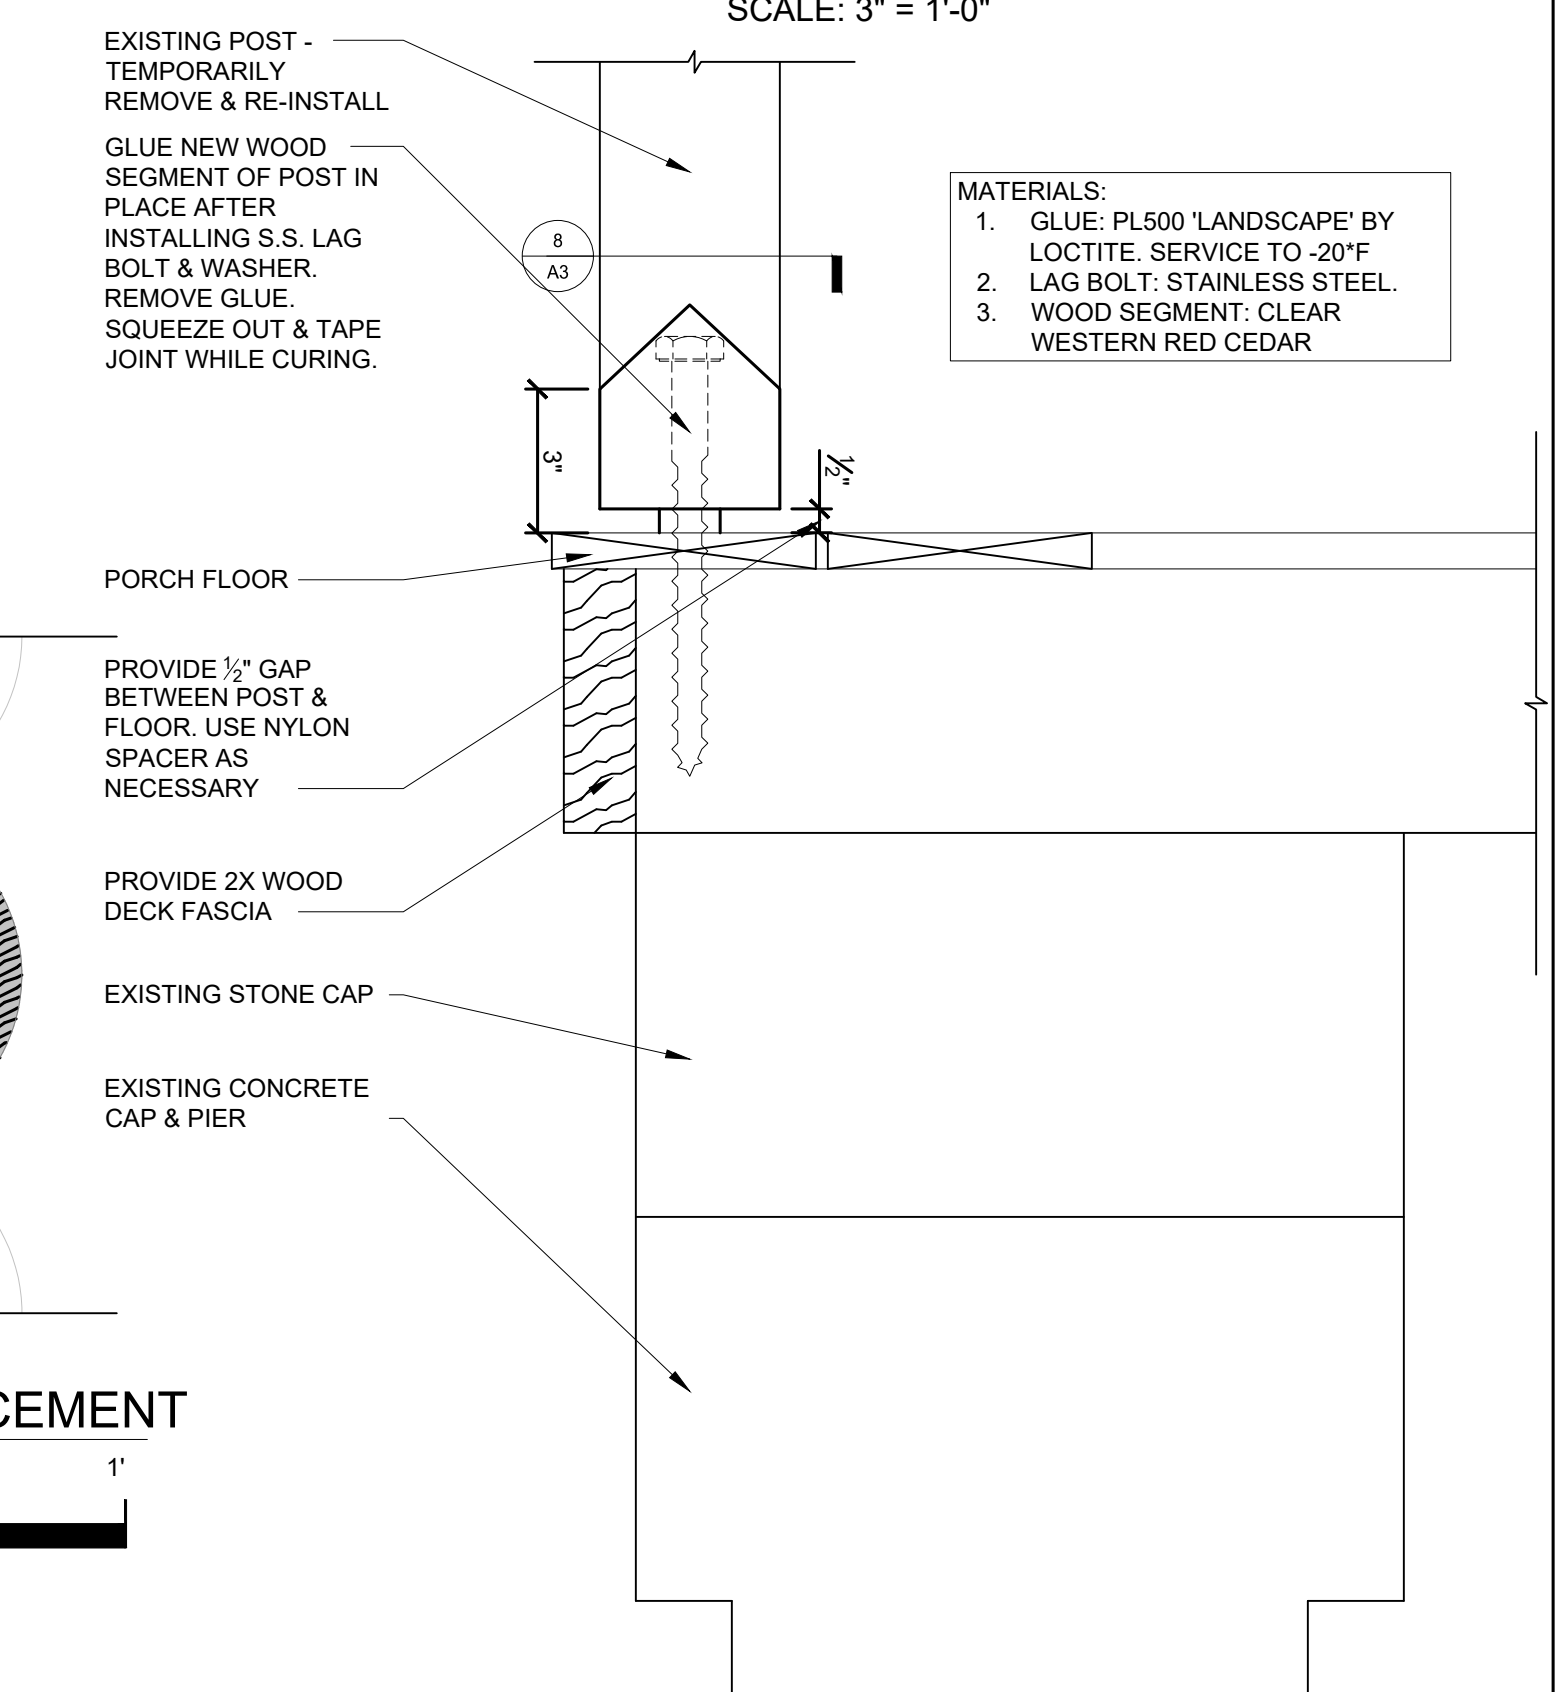 SCALE: 3" = 1'-0"
EXISTING POST -
TEMPORARILY
REMOVE & RE-INSTALL
GLUE NEW WOOD
SEGMENT OF POST IN
PLACE AFTER
INSTALLING S.S. LAG
BOLT & WASHER.
REMOVE GLUE.
SQUEEZE OUT & TAPE
JOINT WHILE CURING.
8
A3
MATERIALS:
1. GLUE: PL500 'LANDSCAPE' BY
LOCTITE. SERVICE TO -20*F
2. LAG BOLT: STAINLESS STEEL.
3. WOOD SEGMENT: CLEAR
WESTERN RED CEDAR
3"
½"
PORCH FLOOR
PROVIDE ½" GAP
BETWEEN POST &
FLOOR. USE NYLON
SPACER AS
NECESSARY
PROVIDE 2X WOOD
DECK FASCIA
EXISTING STONE CAP
EXISTING CONCRETE
CAP & PIER
CEMENT
1'